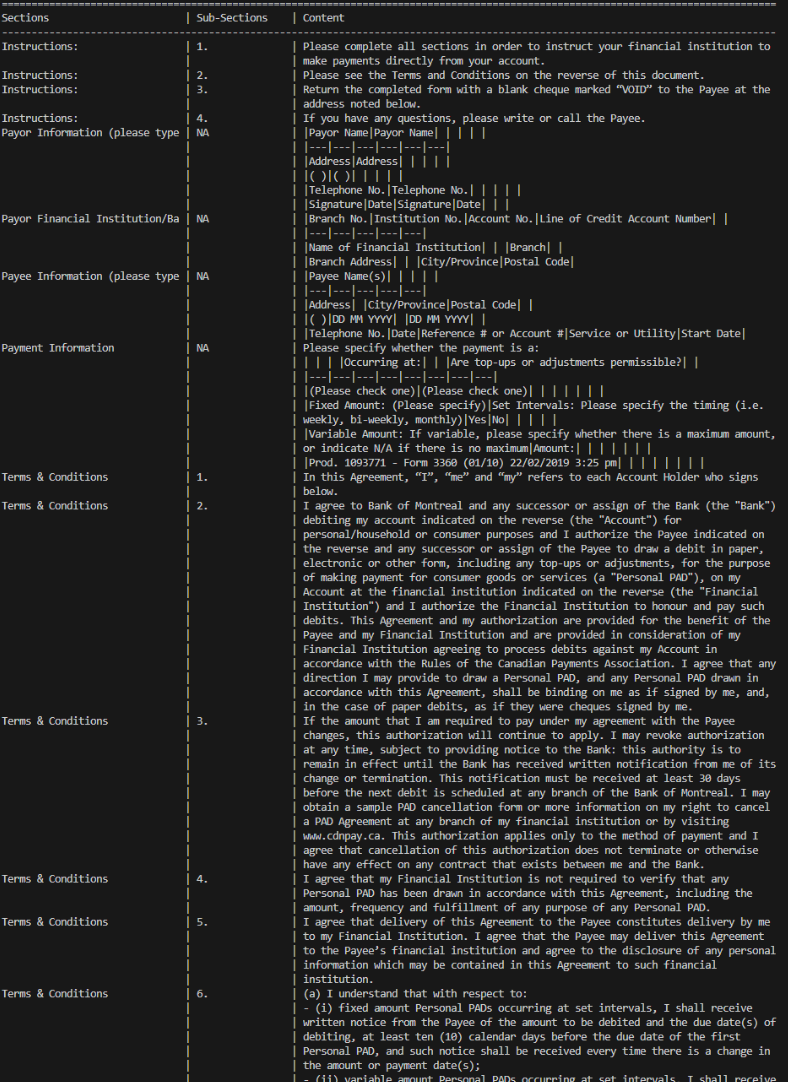 Sections | Sub-Sections | Content
Instructions: | 1. | Please complete all sections in order to instruct your financial institution to
| | make payments directly from your account.
Instructions: | 2. | Please see the Terms and Conditions on the reverse of this document.
Instructions: | 3. | Return the completed form with a blank cheque marked “VOID” to the Payee at the
| | address noted below.
Instructions: | 4. | If you have any questions, please write or call the Payee.
Payor Information (please type | NA | |Payor Name|Payor Name| | | | |
| | |---|---|---|---|---|---|
| | |Address|Address| | | | |
| | |( )|( )| | | | |
| | |Telephone No.|Telephone No.| | | | |
| | |Signature|Date|Signature|Date| | |
Payor Financial Institution/Ba | NA | |Branch No.|Institution No.|Account No.|Line of Credit Account Number| |
| | |---|---|---|---|---|
| | |Name of Financial Institution| | |Branch| |
| | |Branch Address| | |City/Province|Postal Code|
Payee Information (please type | NA | |Payee Name(s)| | | | |
| | |---|---|---|---|---|
| | |Address| |City/Province|Postal Code| |
| | |( )|DD MM YYYY| |DD MM YYYY| |
| | |Telephone No.|Date|Reference # or Account #|Service or Utility|Start Date|
Payment Information | NA | Please specify whether the payment is a:
| | | | | |Occurring at:| | |Are top-ups or adjustments permissible?| |
| | |---|---|---|---|---|---|---|
| | |(Please check one)|(Please check one)| | | | | | |
| | |Fixed Amount: (Please specify)|Set Intervals: Please specify the timing (i.e.
| | weekly, bi-weekly, monthly)|Yes|No| | | | |
| | |Variable Amount: If variable, please specify whether there is a maximum amount,
| | or indicate N/A if there is no maximum|Amount:| | | | | | |
| | |Prod. 1093771 - Form 3360 (01/10) 22/02/2019 3:25 pm| | | | | | | |
Terms & Conditions | 1. | In this Agreement, “I”, “me” and “my” refers to each Account Holder who signs
| | below.
Terms & Conditions | 2. | I agree to Bank of Montreal and any successor or assign of the Bank (the "Bank")
| | debiting my account indicated on the reverse (the "Account") for
| | personal/household or consumer purposes and I authorize the Payee indicated on
| | the reverse and any successor or assign of the Payee to draw a debit in paper,
| | electronic or other form, including any top-ups or adjustments, for the purpose
| | of making payment for consumer goods or services (a "Personal PAD"), on my
| | Account at the financial institution indicated on the reverse (the "Financial
| | Institution") and I authorize the Financial Institution to honour and pay such
| | debits. This Agreement and my authorization are provided for the benefit of the
| | Payee and my Financial Institution and are provided in consideration of my
| | Financial Institution agreeing to process debits against my Account in
| | accordance with the Rules of the Canadian Payments Association. I agree that any
| | direction I may provide to draw a Personal PAD, and any Personal PAD drawn in
| | accordance with this Agreement, shall be binding on me as if signed by me, and,
| | in the case of paper debits, as if they were cheques signed by me.
Terms & Conditions | 3. | If the amount that I am required to pay under my agreement with the Payee
| | changes, this authorization will continue to apply. I may revoke authorization
| | at any time, subject to providing notice to the Bank: this authority is to
| | remain in effect until the Bank has received written notification from me of its
| | change or termination. This notification must be received at least 30 days
| | before the next debit is scheduled at any branch of the Bank of Montreal. I may
| | obtain a sample PAD cancellation form or more information on my right to cancel
| | a PAD Agreement at any branch of my financial institution or by visiting
| | www.cdnpay.ca. This authorization applies only to the method of payment and I
| | agree that cancellation of this authorization does not terminate or otherwise
| | have any effect on any contract that exists between me and the Bank.
Terms & Conditions | 4. | I agree that my Financial Institution is not required to verify that any
| | Personal PAD has been drawn in accordance with this Agreement, including the
| | amount, frequency and fulfillment of any purpose of any Personal PAD.
Terms & Conditions | 5. | I agree that delivery of this Agreement to the Payee constitutes delivery by me
| | to my Financial Institution. I agree that the Payee may deliver this Agreement
| | to the Payee’s financial institution and agree to the disclosure of any personal
| | information which may be contained in this Agreement to such financial
| | institution.
Terms & Conditions | 6. | (a) I understand that with respect to:
| | - (i) fixed amount Personal PADs occurring at set intervals, I shall receive
| | written notice from the Payee of the amount to be debited and the due date(s) of
| | debiting, at least ten (10) calendar days before the due date of the first
| | Personal PAD, and such notice shall be received every time there is a change in
| | the amount or payment date(s);
| | - (ii) variable amount Personal PADs occurring at set intervals, I shall receive